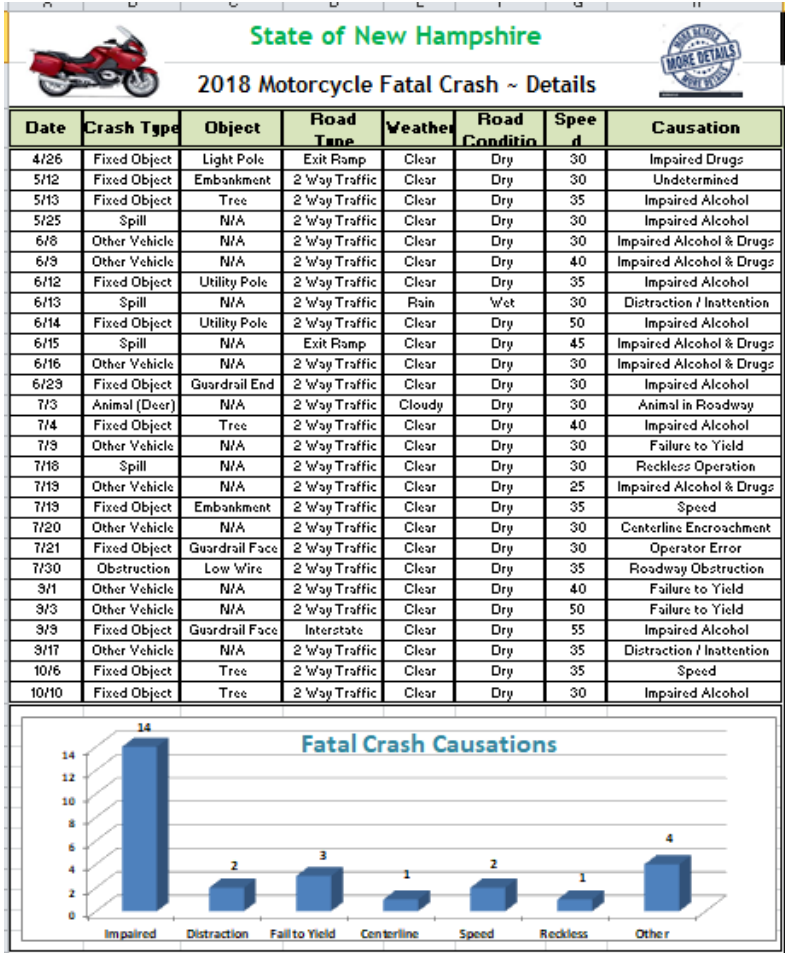 State of New Hampshire
MORE DETAILS
MORE DETAILS
MORE DETAILS
2018 Motorcycle Fatal Crash ~ Details
Date Crash Type Object Road Type Weather Road Conditio Speed Causation
4/26 Fixed Object Light Pole Exit Ramp Clear Dry 30 Impaired Drugs
5/12 Fixed Object Embankment 2 Way Traffic Clear Dry 30 Undetermined
5/13 Fixed Object Tree 2 Way Traffic Clear Dry 35 Impaired Alcohol
5/25 Spill N/A 2 Way Traffic Clear Dry 30 Impaired Alcohol
6/8 Other Vehicle N/A 2 Way Traffic Clear Dry 30 Impaired Alcohol & Drugs
6/9 Other Vehicle N/A 2 Way Traffic Clear Dry 40 Impaired Alcohol & Drugs
6/12 Fixed Object Utility Pole 2 Way Traffic Clear Dry 35 Impaired Alcohol
6/13 Spill N/A 2 Way Traffic Rain Wet 30 Distraction / Inattention
6/14 Fixed Object Utility Pole 2 Way Traffic Clear Dry 50 Impaired Alcohol
6/15 Spill N/A Exit Ramp Clear Dry 45 Impaired Alcohol & Drugs
6/16 Other Vehicle N/A 2 Way Traffic Clear Dry 30 Impaired Alcohol & Drugs
6/29 Fixed Object Guardrail End 2 Way Traffic Clear Dry 30 Impaired Alcohol
7/3 Animal (Deer) N/A 2 Way Traffic Cloudy Dry 30 Animal in Roadway
7/4 Fixed Object Tree 2 Way Traffic Clear Dry 40 Impaired Alcohol
7/9 Other Vehicle N/A 2 Way Traffic Clear Dry 30 Failure to Yield
7/18 Spill N/A 2 Way Traffic Clear Dry 30 Reckless Operation
7/19 Other Vehicle N/A 2 Way Traffic Clear Dry 25 Impaired Alcohol & Drugs
7/19 Fixed Object Embankment 2 Way Traffic Clear Dry 35 Speed
7/20 Other Vehicle N/A 2 Way Traffic Clear Dry 30 Centerline Encroachment
7/21 Fixed Object Guardrail Face 2 Way Traffic Clear Dry 30 Operator Error
7/30 Obstruction Low Wire 2 Way Traffic Clear Dry 35 Roadway Obstruction
9/1 Other Vehicle N/A 2 Way Traffic Clear Dry 40 Failure to Yield
9/3 Other Vehicle N/A 2 Way Traffic Clear Dry 50 Failure to Yield
9/9 Fixed Object Guardrail Face Interstate Clear Dry 55 Impaired Alcohol
9/17 Other Vehicle N/A 2 Way Traffic Clear Dry 35 Distraction / Inattention
10/6 Fixed Object Tree 2 Way Traffic Clear Dry 35 Speed
10/10 Fixed Object Tree 2 Way Traffic Clear Dry 30 Impaired Alcohol
Fatal Crash Causations
14 2 3 1 2 1 4
14
12
10
8
6
4
2
0
Impaired Distraction Fail to Yield Centerline Speed Reckless Other